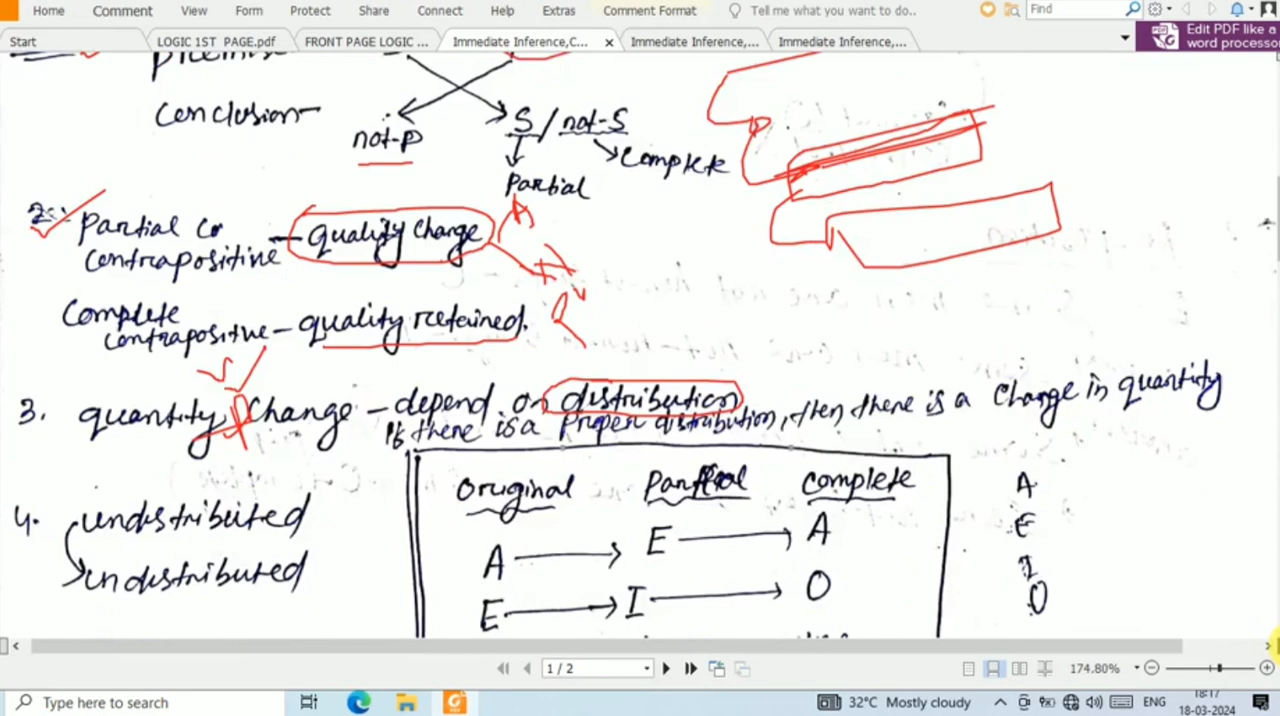 Home Comment View Form Protect Share Connect Help Extras Comment Format Tell me what you want to do.. Find
Start LOGIC 1ST PAGE.pdf FRONT PAGE LOGIC ... Immediate Inference,C... × Immediate Inference,... Immediate Inference,... Edit PDF like a
word processo
Conclusion-
not-P S / not-S
Complete
Partial
2. Partial Co
contrapositive - quality change
A
Complete
contrapositive - quality retained.
3. quantity Change - depend on distribution
If there is a Proper distribution, then there is a Change in quantity
Original Partial Complete A
4. undistributed E A E
undistributed A I
E I O O
1 / 2 174.80%
Type here to search 32°C Mostly cloudy ENG 18:17
18-03-2024